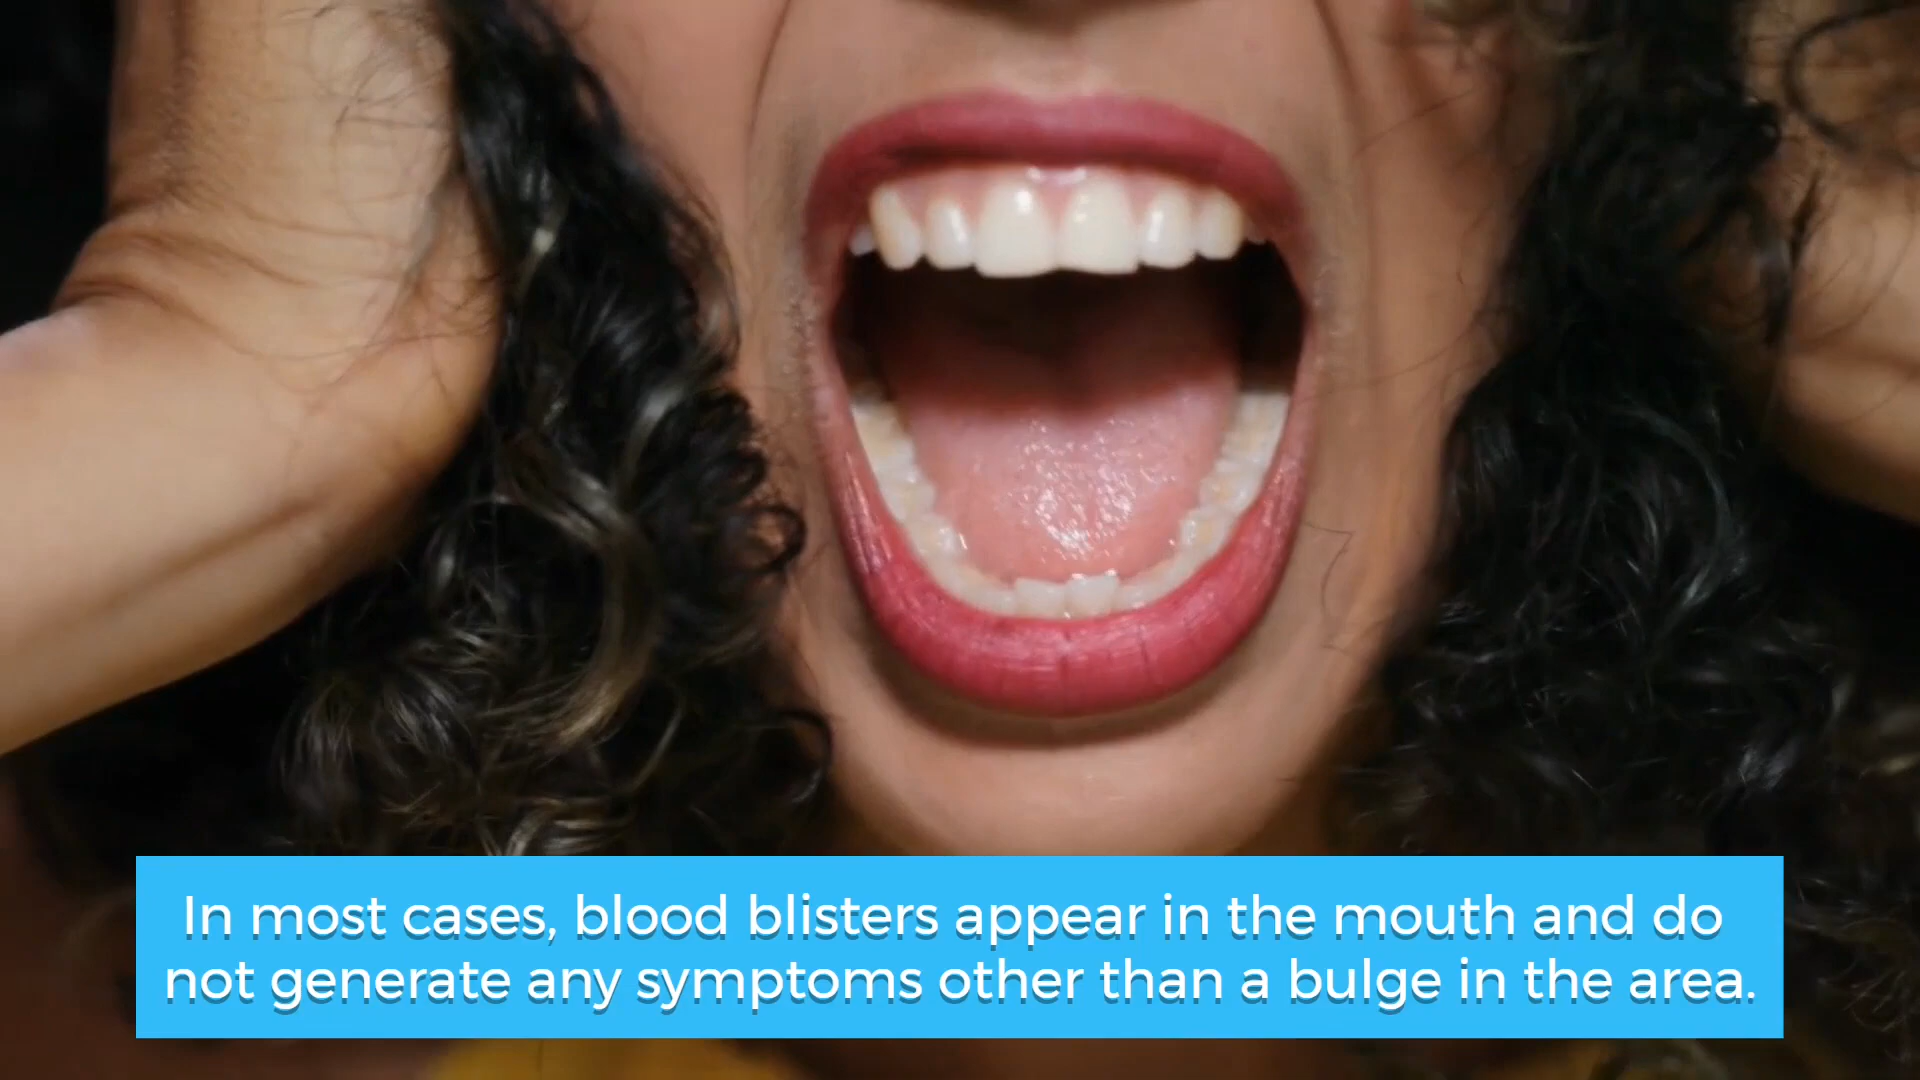 In most cases, blood blisters appear in the mouth and do
not generate any symptoms other than a bulge in the area.